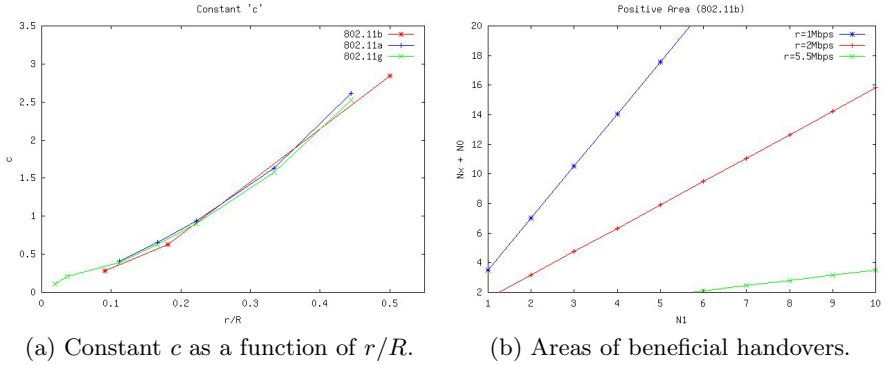 Constant 'c'
802.11b
802.11a
802.11g
3.5
3
2.5
2
1.5
1
0.5
0
c
0 0.1 0.2 0.3 0.4 0.5
r/R
(a) Constant c as a function of r/R.
Positive Area (802.11b)
r=1Mbps
r=2Mbps
r=5.5Mbps
20
18
16
14
12
10
8
6
4
2
Nx + N0
1 2 3 4 5 6 7 8 9 10
N1
(b) Areas of beneficial handovers.